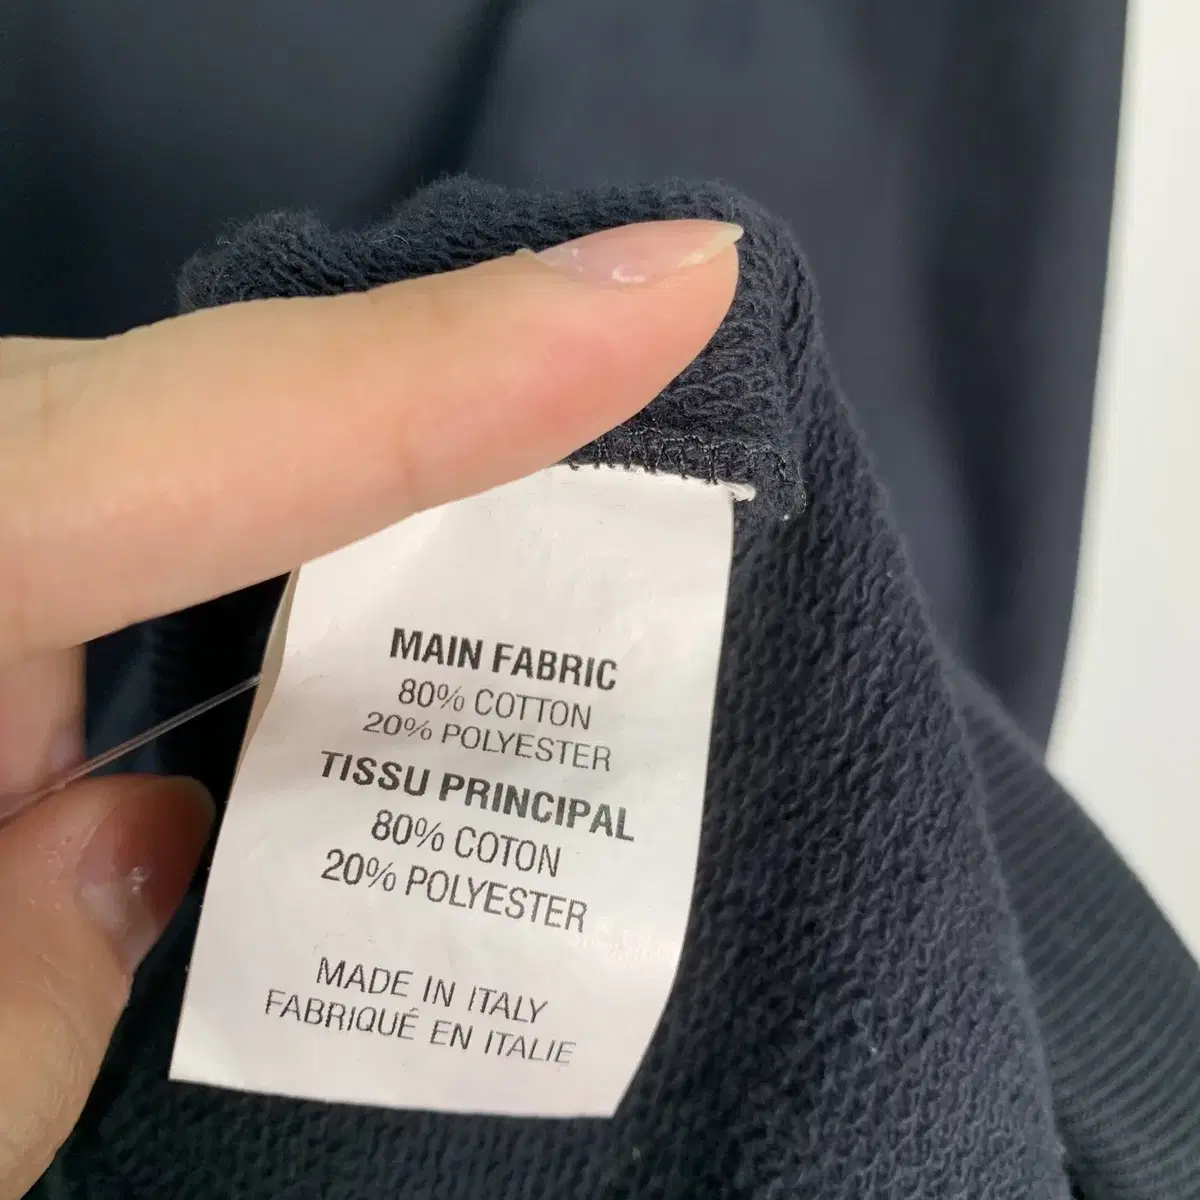 MAIN FABRIC
80% COTTON
20% POLYESTER
TISSU PRINCIPAL
80% COTON
20% POLYESTER
MADE IN ITALY
FABRIQUÉ EN ITALIE